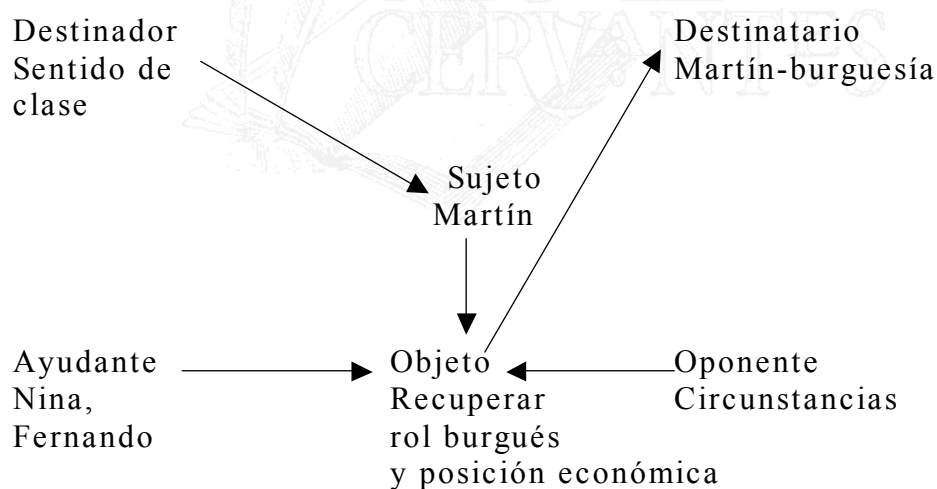 CERVANTES
Destinador
Sentido de
clase
Destinatario
Martín-burguesía
Sujeto
Martín
Ayudante
Nina,
Fernando
Objeto
Recuperar
rol burgués
y posición económica
Oponente
Circunstancias